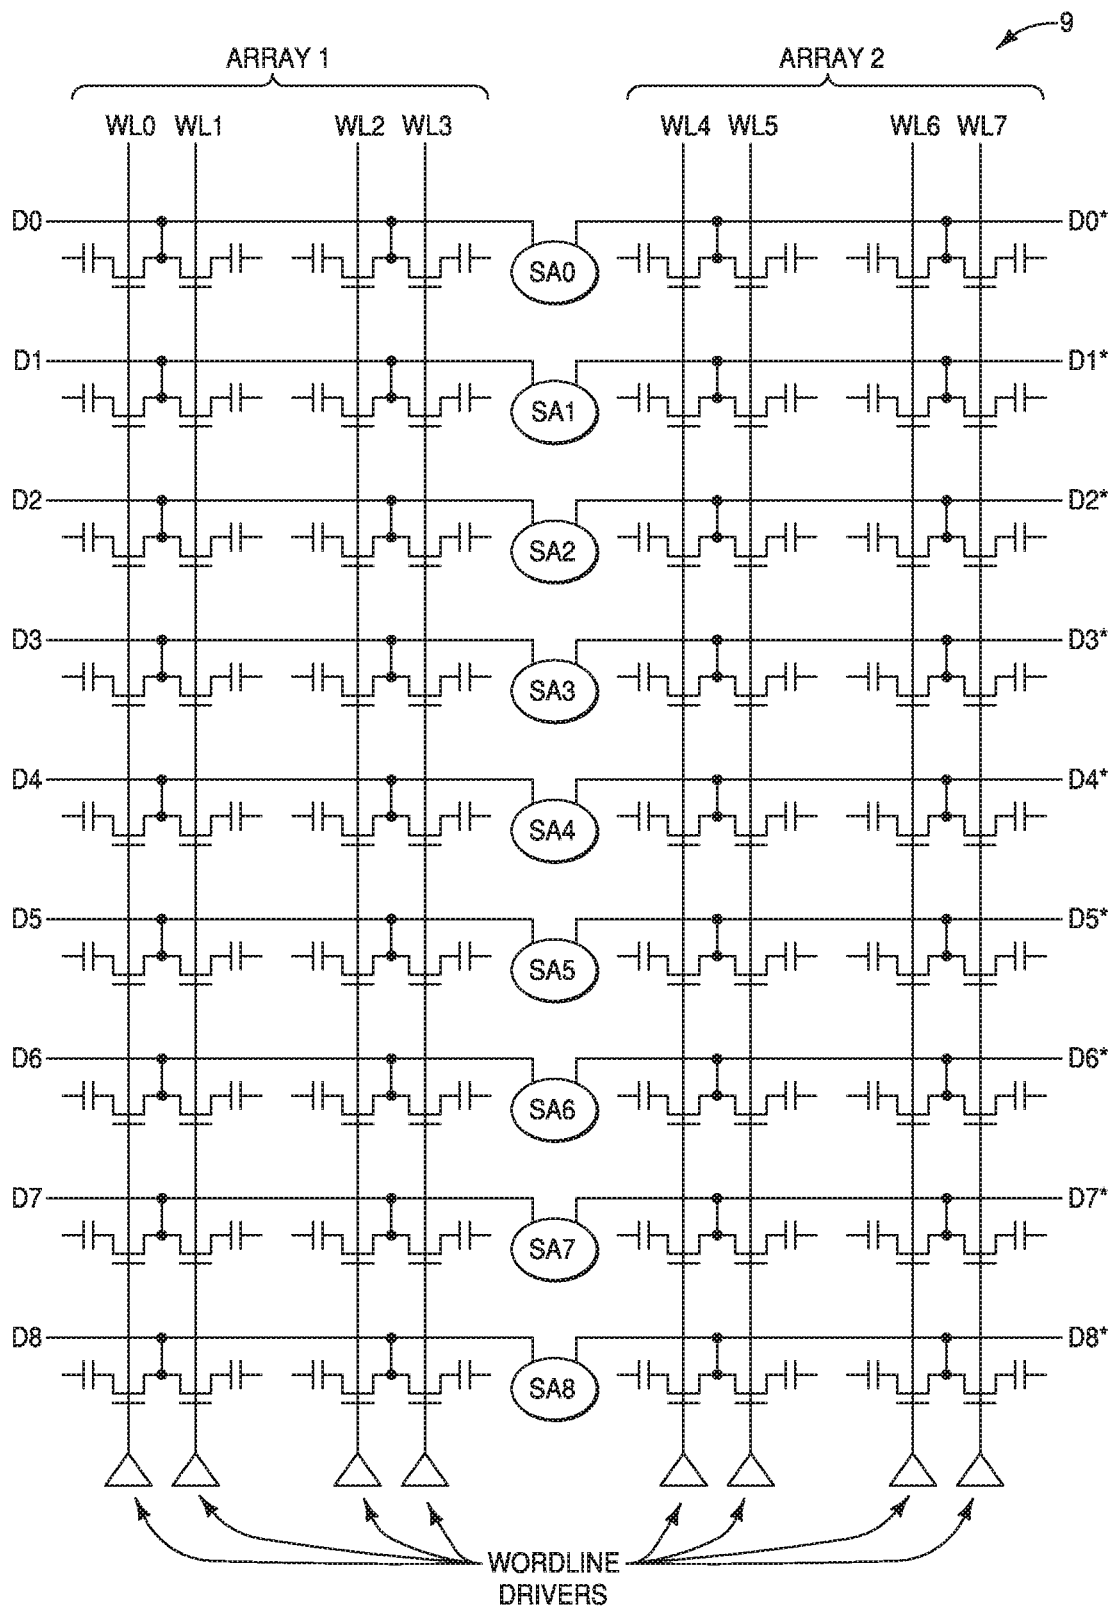 9
ARRAY 1 ARRAY 2
WL0 WL1 WL2 WL3 WL4 WL5 WL6 WL7
D0 SA0 D0*
D1 SA1 D1*
D2 SA2 D2*
D3 SA3 D3*
D4 SA4 D4*
D5 SA5 D5*
D6 SA6 D6*
D7 SA7 D7*
D8 SA8 D8*
WORDLINE
DRIVERS